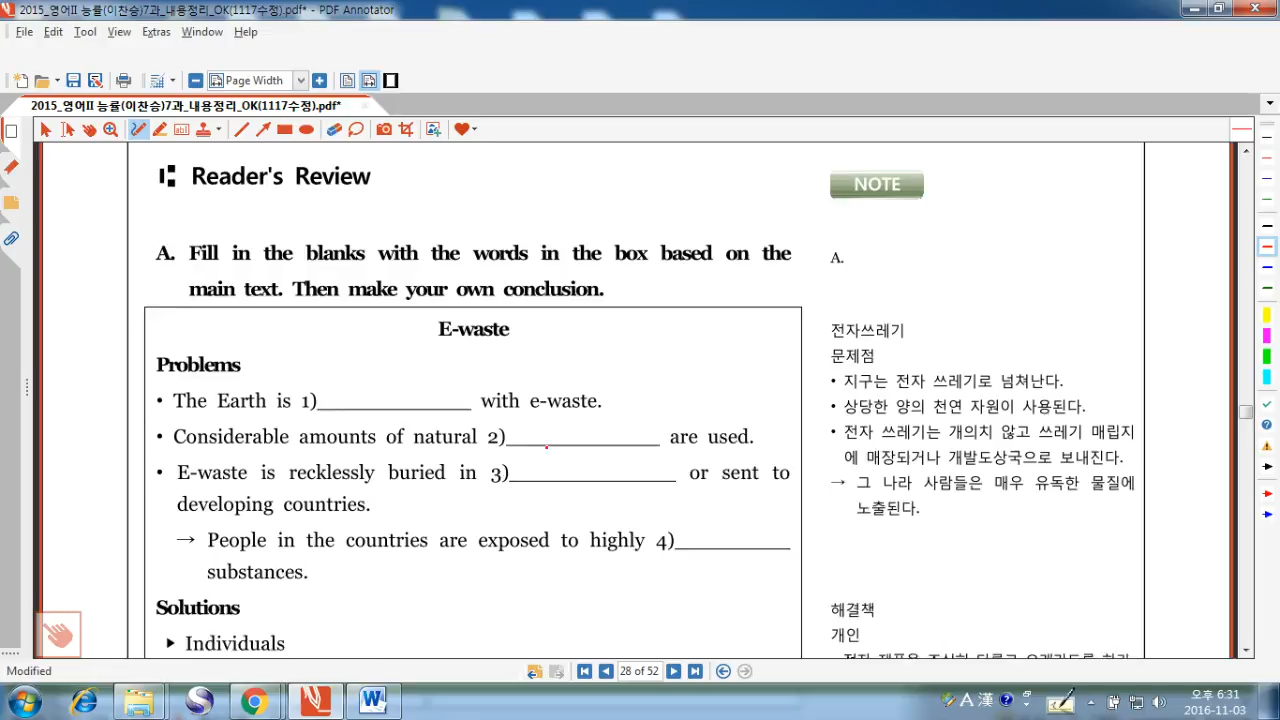 2015_영어II 능률(이찬승)7과_내용정리_OK(1117수정).pdf* - PDF Annotator
File Edit Tool View Extras Window Help
Page Width
2015_영어II 능률(이찬승)7과_내용정리_OK(1117수정).pdf*
Reader's Review
NOTE
A. Fill in the blanks with the words in the box based on the
main text. Then make your own conclusion.
A.
E-waste
Problems
• The Earth is 1)______________ with e-waste.
• Considerable amounts of natural 2)______________ are used.
• E-waste is recklessly buried in 3)_______________ or sent to
developing countries.
→ People in the countries are exposed to highly 4)__________
substances.
Solutions
▶ Individuals
전자쓰레기
문제점
• 지구는 전자 쓰레기로 넘쳐난다.
• 상당한 양의 천연 자원이 사용된다.
• 전자 쓰레기는 개의치 않고 쓰레기 매립지
에 매장되거나 개발도상국으로 보내진다.
→ 그 나라 사람들은 매우 유독한 물질에
노출된다.
해결책
개인
Modified
28 of 52
A 漢
오후 6:31
2016-11-03